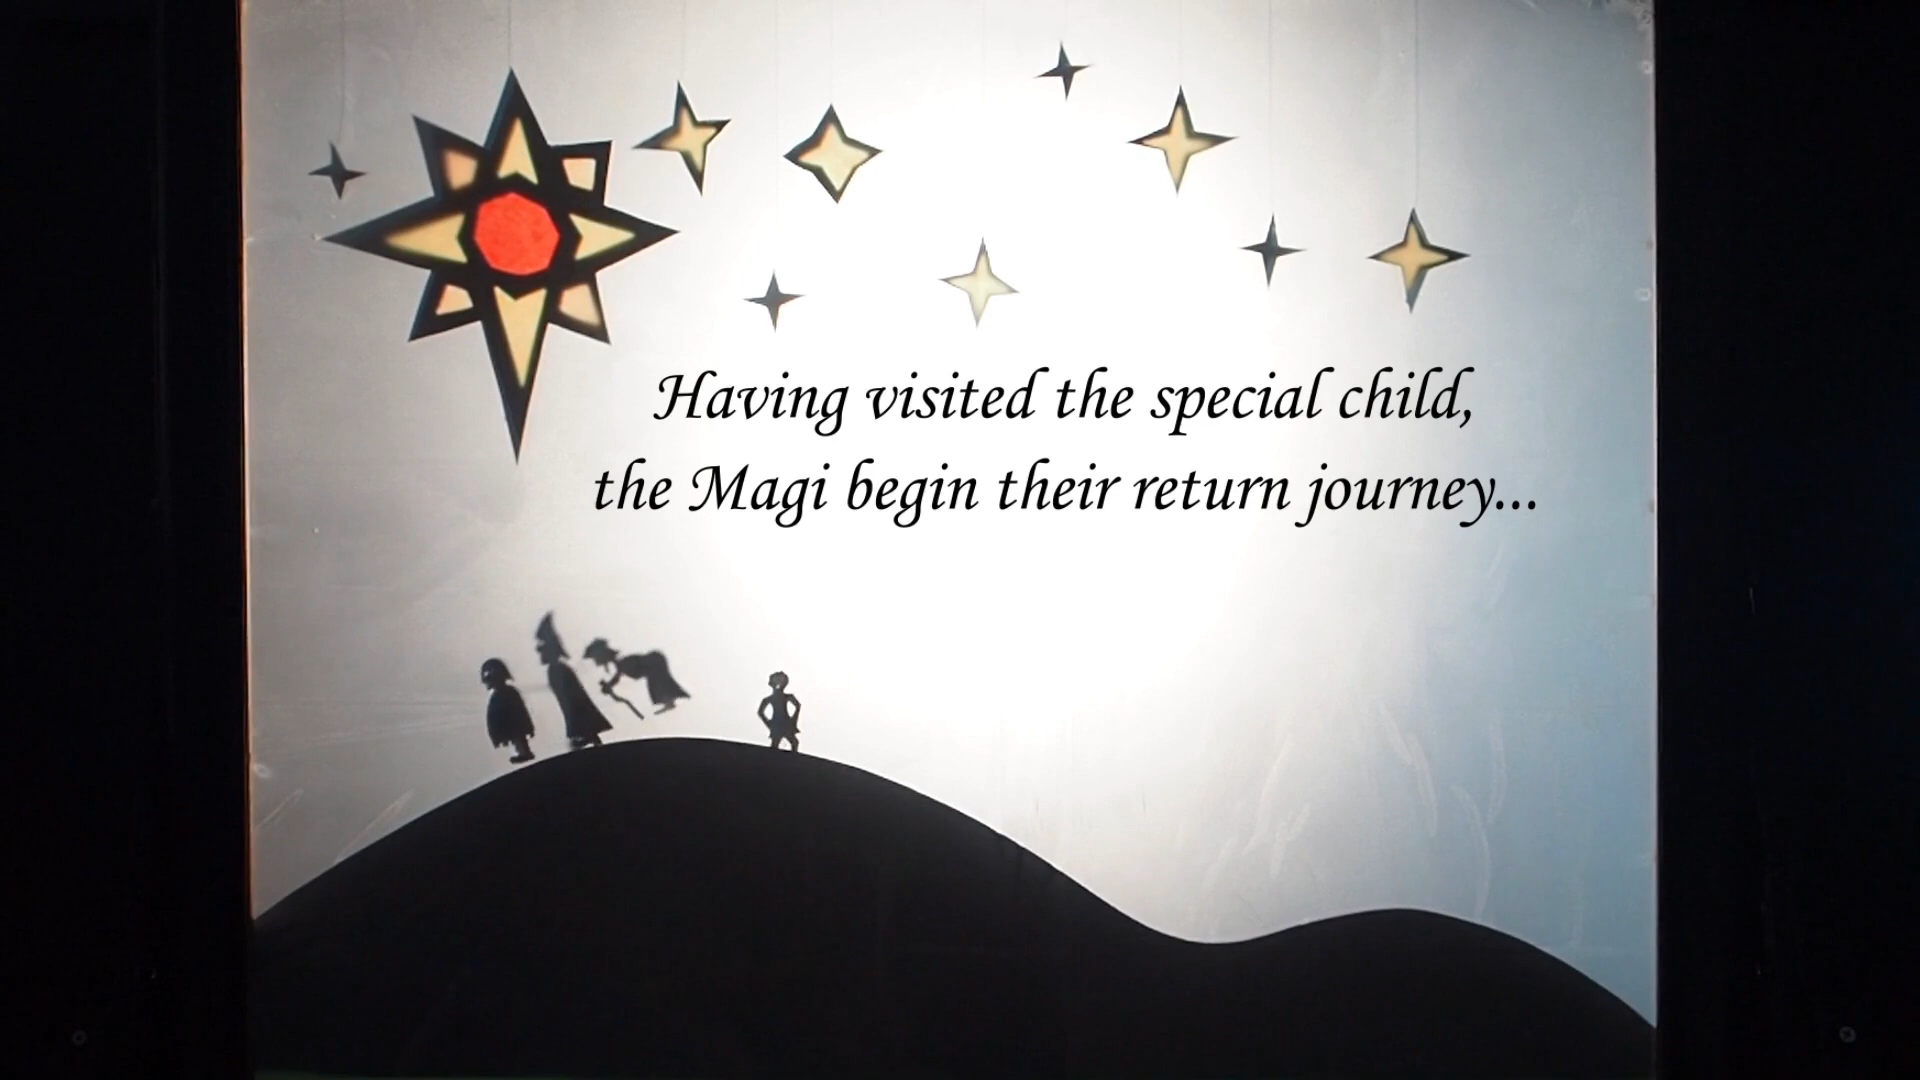 Having visited the special child,
the Magi begin their return journey...